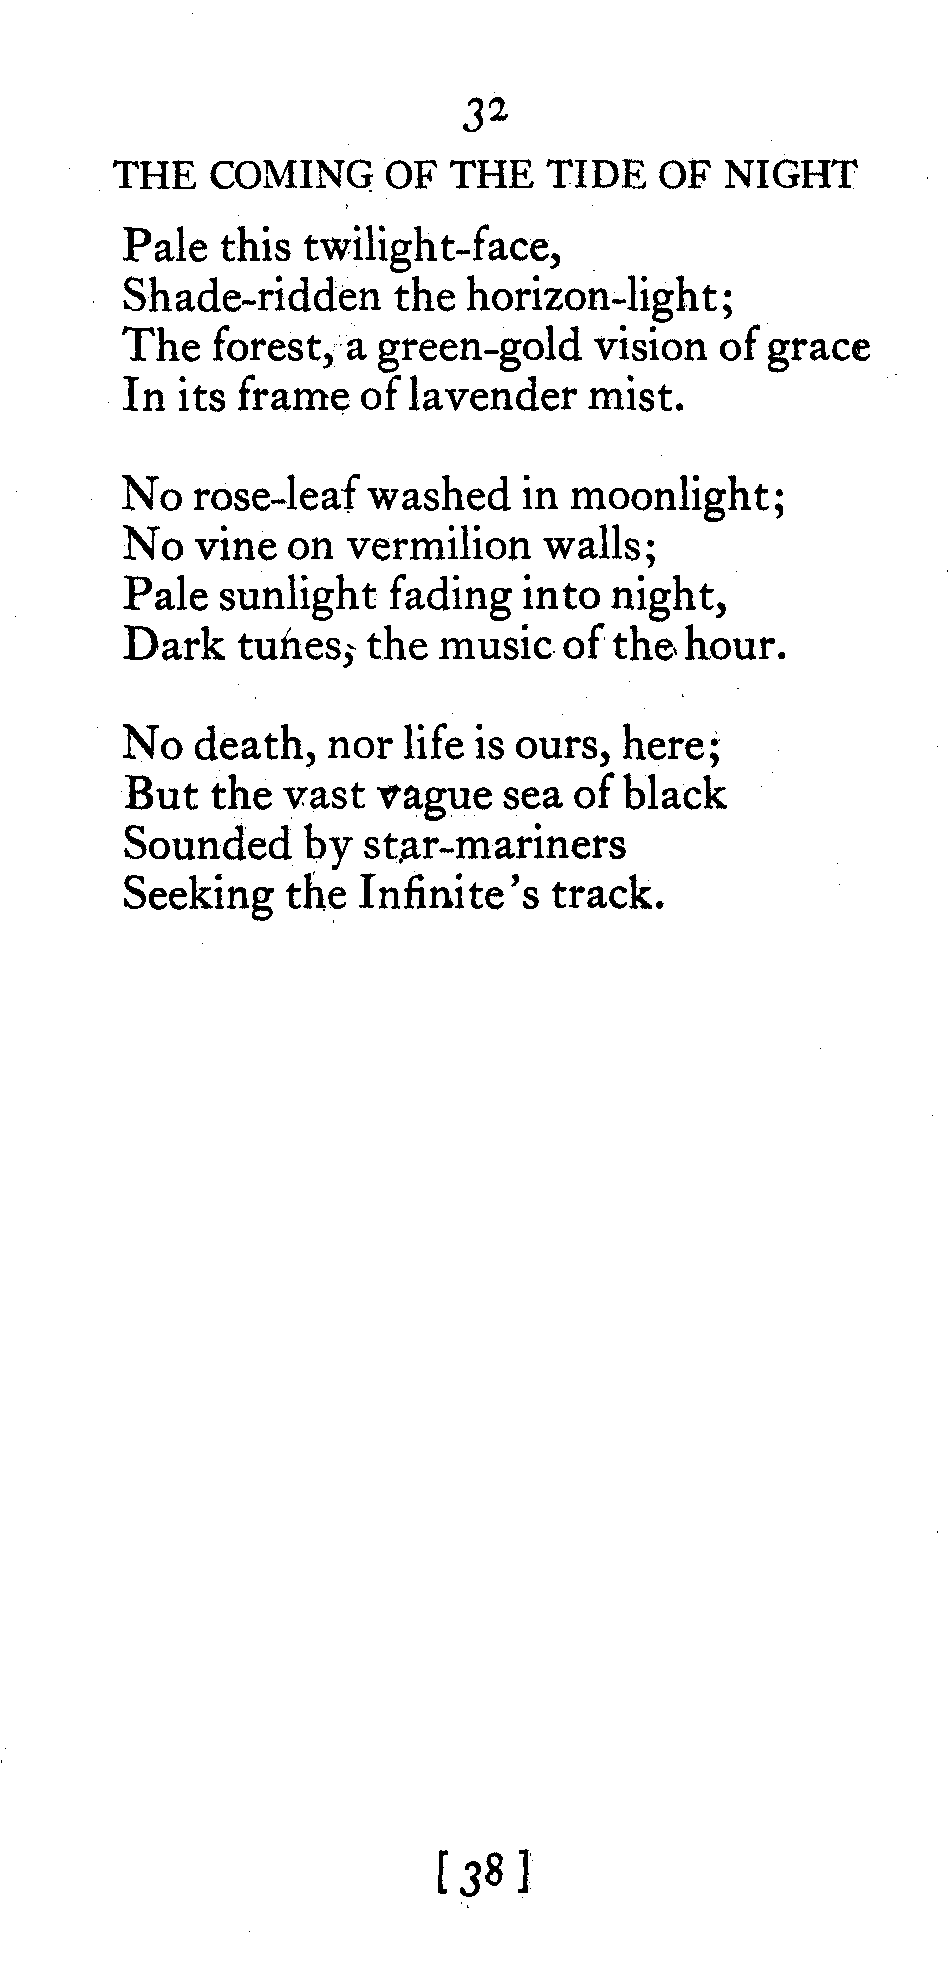 32
THE COMING OF THE TIDE OF NIGHT
Pale this twilight-face,
Shade-ridden the horizon-light;
The forest, a green-gold vision of grace
In its frame of lavender mist.
No rose-leaf washed in moonlight;
No vine on vermilion walls;
Pale sunlight fading into night,
Dark tunes, the music of the hour.
No death, nor life is ours, here;
But the vast vague sea of black
Sounded by star-mariners
Seeking the Infinite's track.
[ 38 ]